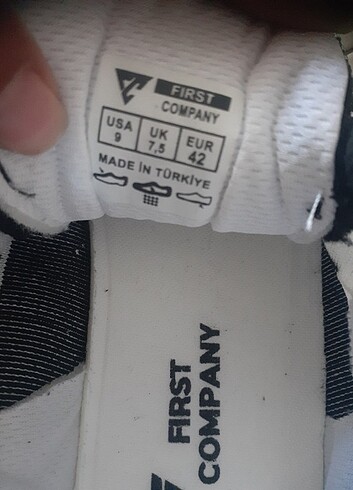 FIRST
COMPANY
USA UK EUR
9 7,5 42
MADE İN TÜRKİYE
FIRST
COMPANY